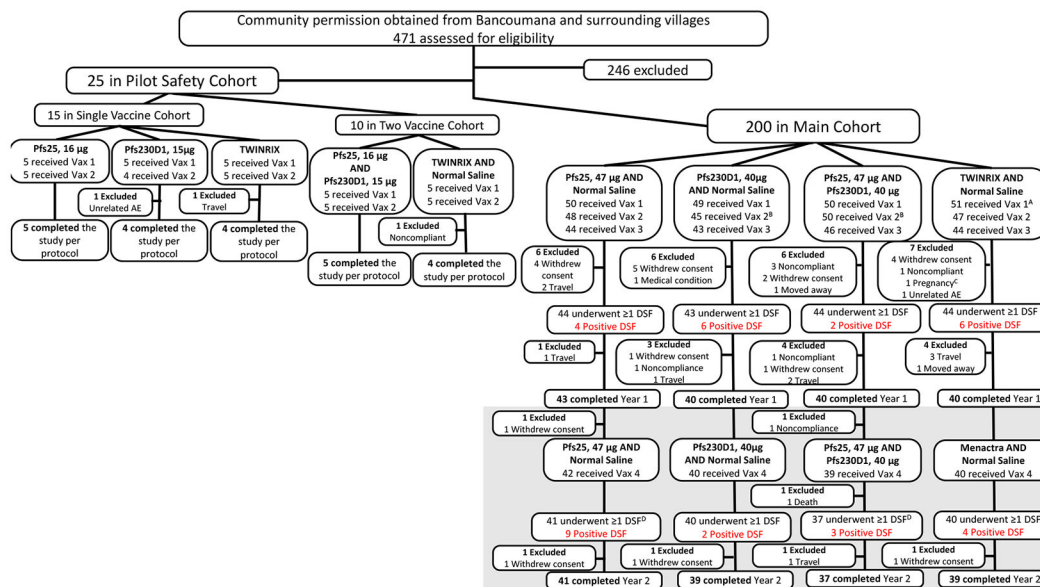 Community permission obtained from Bancoumana and surrounding villages
471 assessed for eligibility
246 excluded
25 in Pilot Safety Cohort
15 in Single Vaccine Cohort
10 in Two Vaccine Cohort
200 in Main Cohort
Pfs25, 16 µg
5 received Vax 1
5 received Vax 2
Pfs230D1, 15µg
5 received Vax 1
4 received Vax 2
TWINRIX
5 received Vax 1
5 received Vax 2
1 Excluded
Unrelated AE
1 Excluded
Travel
5 completed the
study per
protocol
4 completed the
study per
protocol
4 completed the
study per
protocol
Pfs25, 16 µg
AND
Pfs230D1, 15 µg
5 received Vax 1
5 received Vax 2
TWINRIX AND
Normal Saline
5 received Vax 1
5 received Vax 2
1 Excluded
Noncompliant
5 completed the
study per protocol
4 completed the
study per protocol
Pfs25, 47 µg AND
Normal Saline
50 received Vax 1
48 received Vax 2
44 received Vax 3
Pfs230D1, 40µg
AND Normal Saline
49 received Vax 1
45 received Vax 2B
43 received Vax 3
Pfs25, 47 µg AND
Pfs230D1, 40 µg
50 received Vax 1
50 received Vax 2B
46 received Vax 3
TWINRIX and
Normal Saline
51 received Vax 1A
47 received Vax 2
44 received Vax 3
6 Excluded
4 Withdrew
consent
2 Travel
6 Excluded
5 Withdrew consent
1 Medical condition
6 Excluded
3 Noncompliant
2 Withdrew consent
1 Moved away
7 Excluded
4 Withdrew consent
1 Noncompliant
1 PregnancyC
1 Unrelated AE
44 underwent ≥1 DSF
4 Positive DSF
43 underwent ≥1 DSF
6 Positive DSF
44 underwent ≥1 DSF
2 Positive DSF
44 underwent ≥1 DSF
6 Positive DSF
1 Excluded
1 Travel
3 Excluded
1 Withdrew consent
1 Noncompliance
1 Travel
4 Excluded
1 Noncompliant
1 Withdrew consent
2 Travel
4 Excluded
3 Travel
1 Moved away
43 completed Year 1
40 completed Year 1
40 completed Year 1
40 completed Year 1
1 Excluded
1 Withdrew consent
1 Excluded
1 Noncompliance
Pfs25, 47 µg AND
Normal Saline
42 received Vax 4
Pfs230D1, 40µg
AND Normal Saline
40 received Vax 4
Pfs25, 47 µg AND
Pfs230D1, 40 µg
39 received Vax 4
Menactra AND
Normal Saline
40 received Vax 4
1 Excluded
1 Death
41 underwent ≥1 DSFD
9 Positive DSF
40 underwent ≥1 DSF
2 Positive DSF
37 underwent ≥1 DSFD
3 Positive DSF
40 underwent ≥1 DSF
4 Positive DSF
1 Excluded
1 Withdrew consent
1 Excluded
1 Withdrew consent
1 Excluded
1 Travel
1 Excluded
1 Withdrew consent
41 completed Year 2
39 completed Year 2
37 completed Year 2
39 completed Year 2